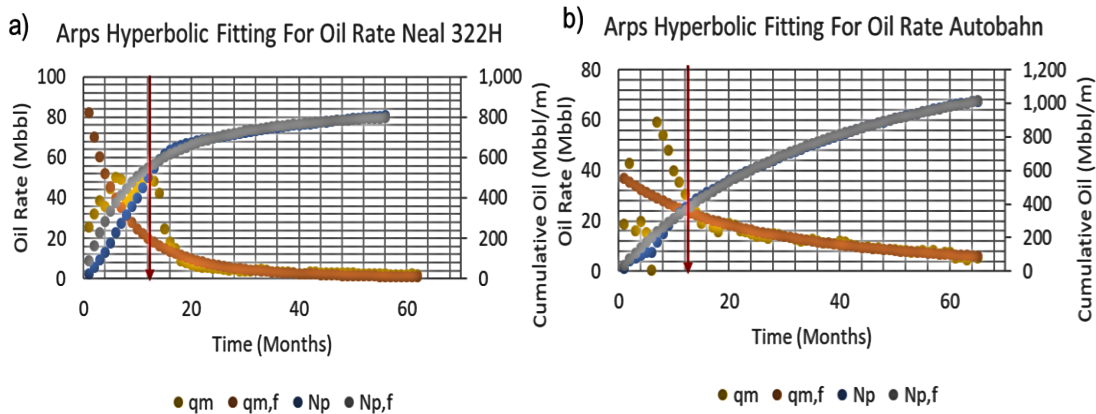 a) Arps Hyperbolic Fitting For Oil Rate Neal 322H
100
80
60
40
20
0
Oil Rate (Mbbl)
1,000
800
600
400
200
0
Cumulative Oil (Mbbl/m)
0 20 40 60
Time (Months)
qm qm,f Np Np,f
b) Arps Hyperbolic Fitting For Oil Rate Autobahn
80
60
40
20
0
Oil Rate (Mbbl)
1,200
1,000
800
600
400
200
0
Cumulative Oil (Mbbl/m)
0 20 40 60
Time (Months)
qm qm,f Np Np,f